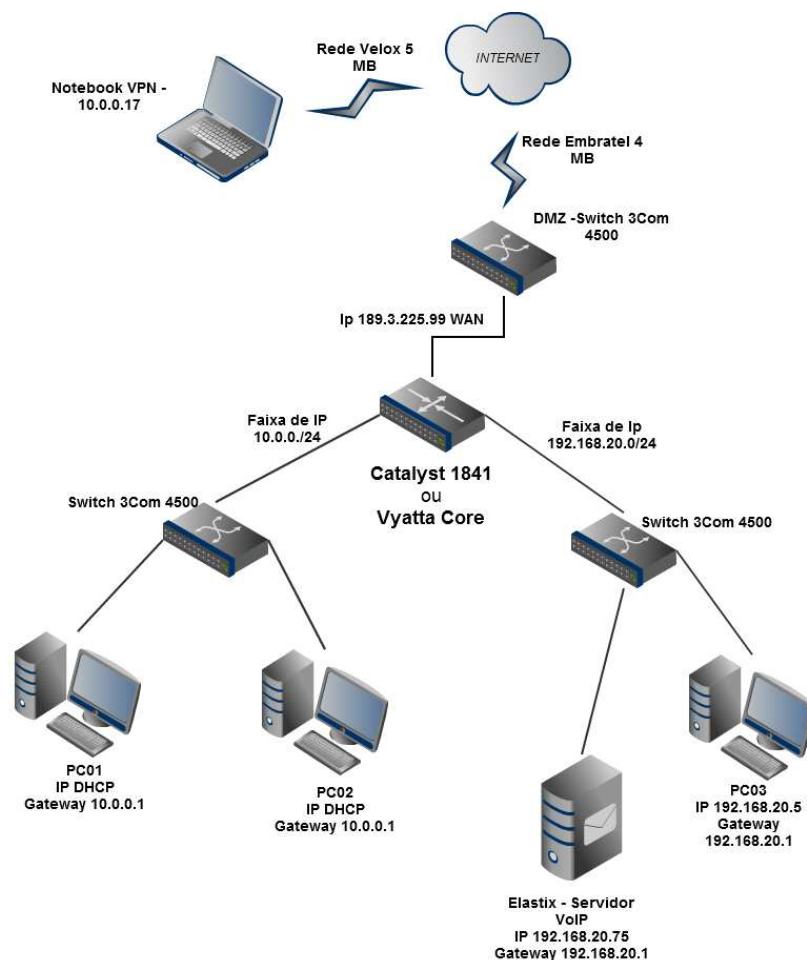 Rede Velox 5
MB
INTERNET
Notebook VPN -
10.0.0.17
Rede Embratel 4
MB
DMZ -Switch 3Com
4500
Ip 189.3.225.99 WAN
Faixa de IP
10.0.0./24
Faixa de Ip
192.168.20.0/24
Catalyst 1841
ou
Vyatta Core
Switch 3Com 4500
Switch 3Com 4500
PC01
IP DHCP
Gateway 10.0.0.1
PC02
IP DHCP
Gateway 10.0.0.1
PC03
IP 192.168.20.5
Gateway
192.168.20.1
Elastix - Servidor
VoIP
IP 192.168.20.75
Gateway 192.168.20.1